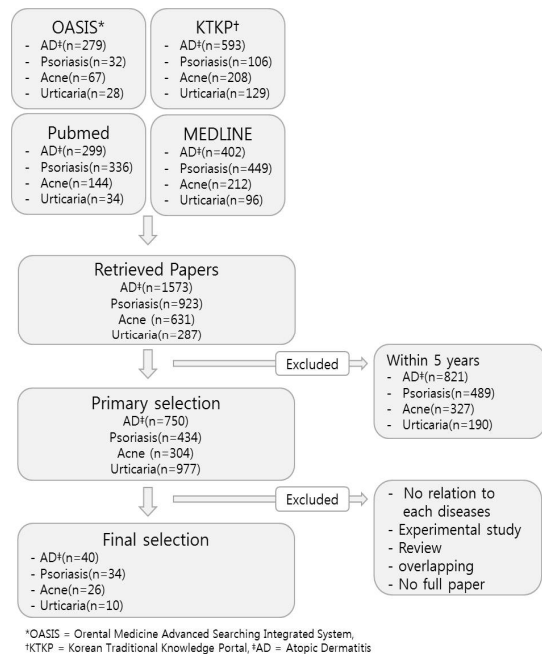 OASIS*
- AD‡(n=279)
- Psoriasis(n=32)
- Acne(n=67)
- Urticaria(n=28)
KTKP†
- AD‡(n=593)
- Psoriasis(n=106)
- Acne(n=208)
- Urticaria(n=129)
Pubmed
- AD‡(n=299)
- Psoriasis(n=336)
- Acne(n=144)
- Urticaria(n=34)
MEDLINE
- AD‡(n=402)
- Psoriasis(n=449)
- Acne(n=212)
- Urticaria(n=96)
Retrieved Papers
AD‡(n=1573)
Psoriasis(n=923)
Acne (n=631)
Urticaria(n=287)
Excluded
Within 5 years
- AD‡(n=821)
- Psoriasis(n=489)
- Acne(n=327)
- Urticaria(n=190)
Primary selection
AD‡(n=750)
Psoriasis(n=434)
Acne (n=304)
Urticaria(n=977)
Excluded
- No relation to
each diseases
- Experimental study
- Review
- overlapping
- No full paper
Final selection
- AD‡(n=40)
- Psoriasis(n=34)
- Acne(n=26)
- Urticaria(n=10)
*OASIS = Orental Medicine Advanced Searching Integrated System,
†KTKP = Korean Traditional Knowledge Portal, ‡AD = Atopic Dermatitis